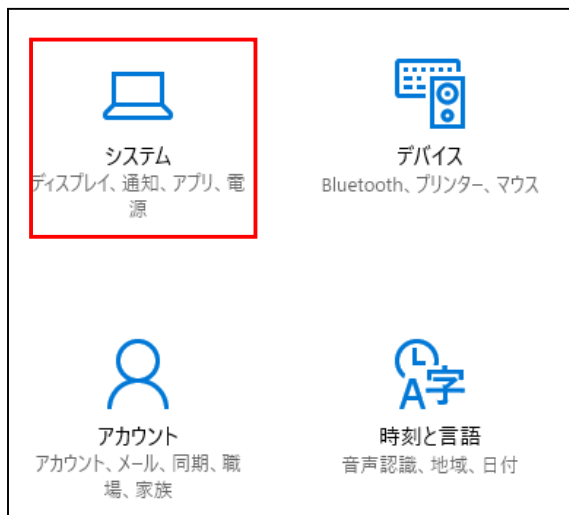 システム
ディスプレイ、通知、アプリ、電
源
デバイス
Bluetooth、プリンター、マウス
アカウント
アカウント、メール、同期、職
場、家族
A字
時刻と言語
音声認識、地域、日付